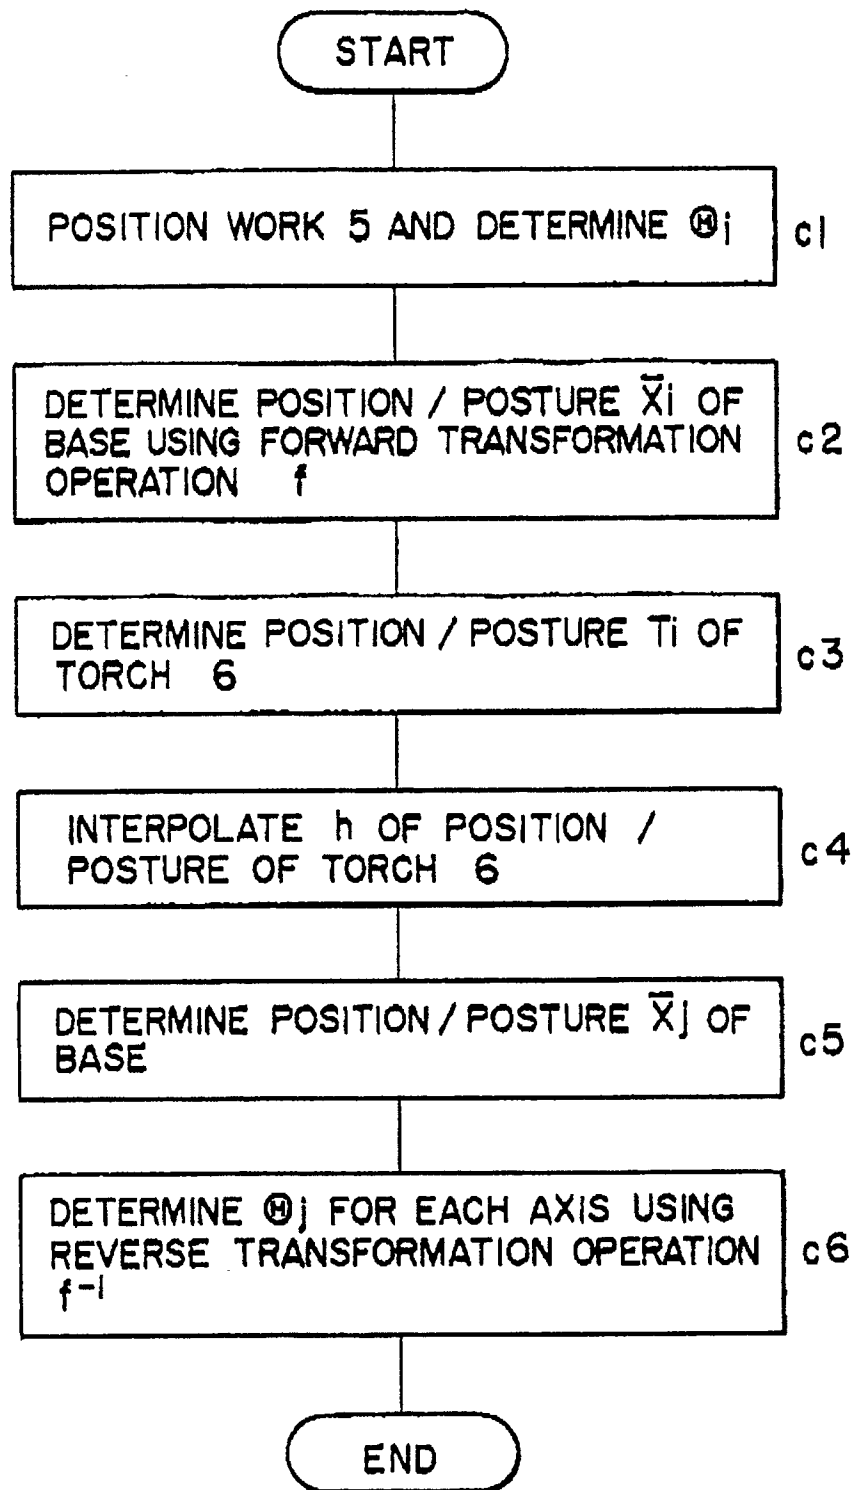 START
POSITION WORK 5 AND DETERMINE Ⓗi
c1
DETERMINE POSITION / POSTURE X̄i OF
BASE USING FORWARD TRANSFORMATION
OPERATION f
c2
DETERMINE POSITION / POSTURE Ti OF
TORCH 6
c3
INTERPOLATE h OF POSITION /
POSTURE OF TORCH 6
c4
DETERMINE POSITION / POSTURE X̄j OF
BASE
c5
DETERMINE Ⓗj FOR EACH AXIS USING
REVERSE TRANSFORMATION OPERATION
f⁻¹
c6
END